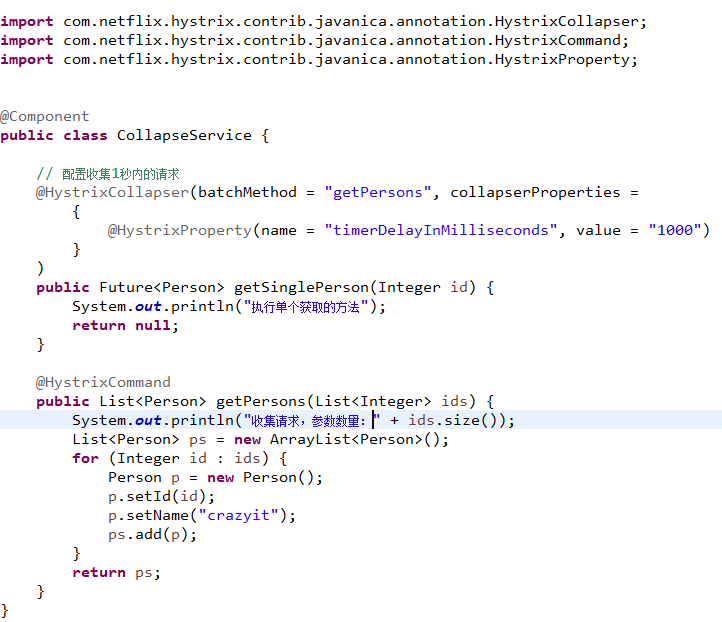 import com.netflix.hystrix.contrib.javanica.annotation.HystrixCollapser;
import com.netflix.hystrix.contrib.javanica.annotation.HystrixCommand;
import com.netflix.hystrix.contrib.javanica.annotation.HystrixProperty;
@Component
public class CollapseService {
// 配置收集1秒内的请求
@HystrixCollapser(batchMethod = "getPersons", collapserProperties =
{
@HystrixProperty(name = "timerDelayInMilliseconds", value = "1000")
}
)
public Future<Person> getSinglePerson(Integer id) {
System.out.println("执行单个获取的方法");
return null;
}
@HystrixCommand
public List<Person> getPersons(List<Integer> ids) {
System.out.println("收集请求，参数数量：" + ids.size());
List<Person> ps = new ArrayList<Person>();
for (Integer id : ids) {
Person p = new Person();
p.setId(id);
p.setName("crazyit");
ps.add(p);
}
return ps;
}
}